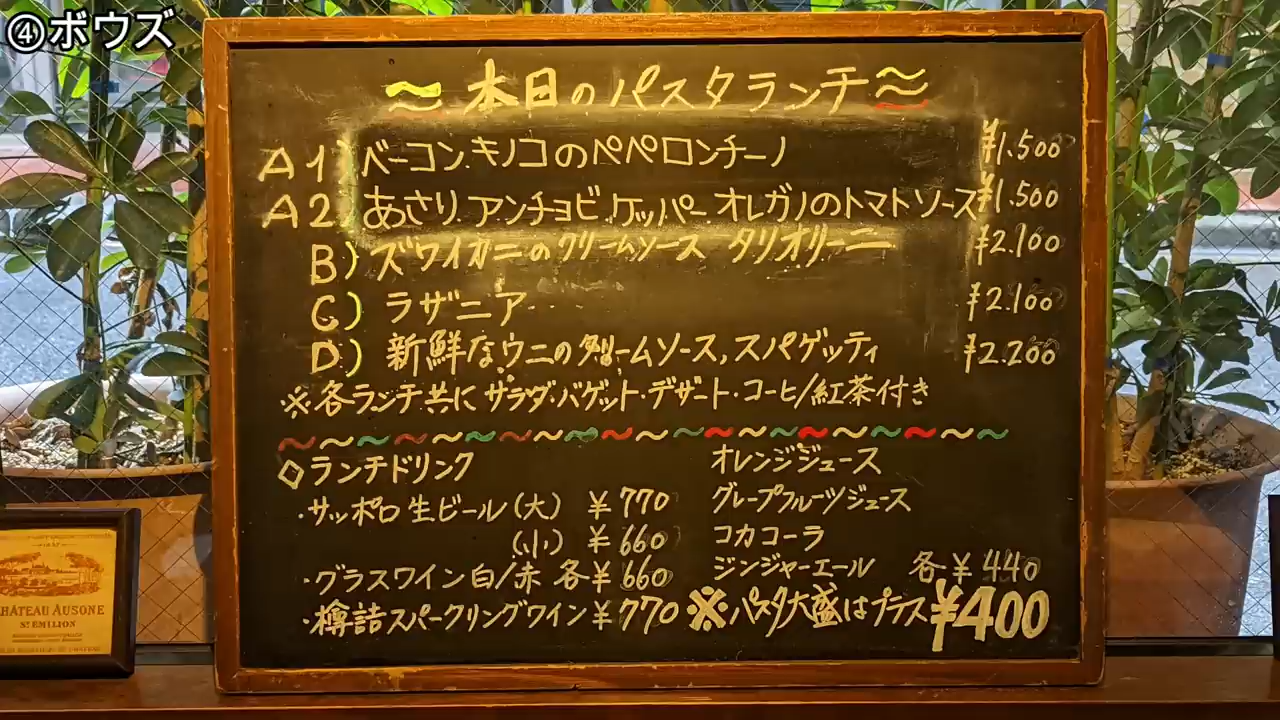 ④ボウズ
～本日のパスタランチ～
A1) ベーコン.キノコのペペロンチーノ ¥1.500
A2) あさり.アンチョビ.ケッパー.オレガノのトマトソース ¥1.500
B) ズワイガニのクリームソース タリオリーニ ¥2.100
C) ラザニア ¥2.100
D) 新鮮なウニのクリームソース,スパゲッティ ¥2.200
※各ランチ共にサラダ・バゲット・デザート・コーヒ/紅茶付き
◇ランチドリンク
・サッポロ生ビール(大) ¥770
(小) ¥660
・グラスワイン白/赤 各¥660
・樽詰スパークリングワイン¥770
オレンジジュース
グレープフルーツジュース
コカコーラ
ジンジャーエール 各¥440
※パスタ大盛はプラス¥400
CHÂTEAU AUSONE
ST ÉMILION